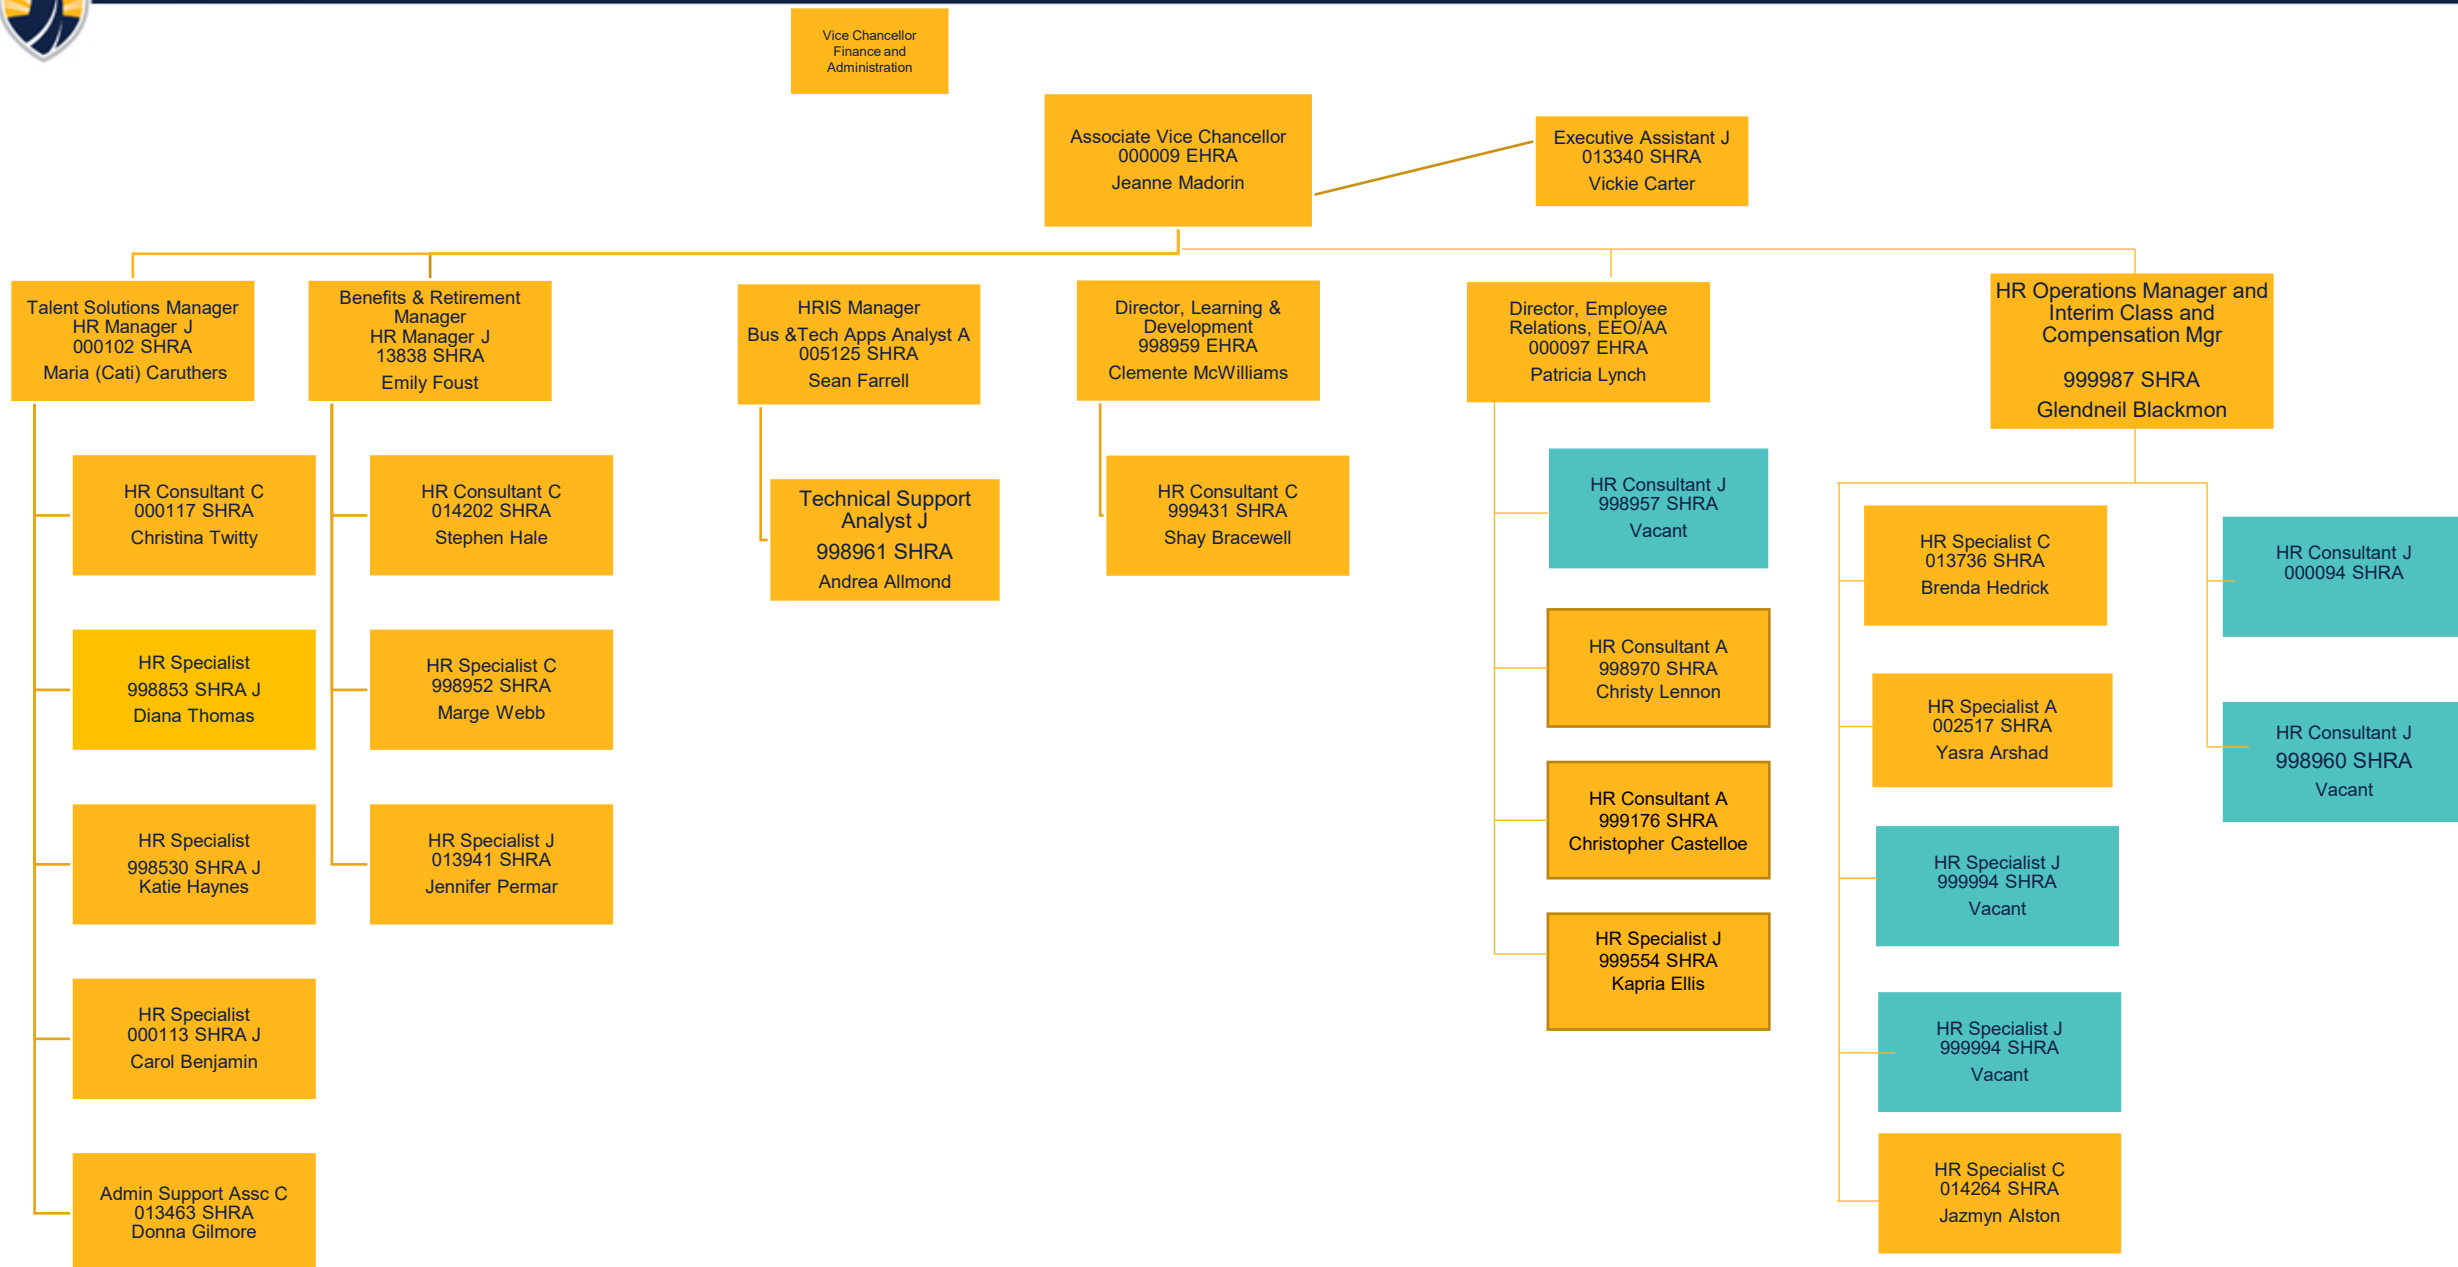 Vice Chancellor
Finance and
Administration
Associate Vice Chancellor
000009 EHRA
Jeanne Madorin
Executive Assistant J
013340 SHRA
Vickie Carter
Talent Solutions Manager
HR Manager J
000102 SHRA
Maria (Cati) Caruthers
Benefits & Retirement
Manager
HR Manager J
13838 SHRA
Emily Foust
HRIS Manager
Bus &Tech Apps Analyst A
005125 SHRA
Sean Farrell
Director, Learning &
Development
998959 EHRA
Clemente McWilliams
Director, Employee
Relations, EEO/AA
000097 EHRA
Patricia Lynch
HR Operations Manager and
Interim Class and
Compensation Mgr
999987 SHRA
Glendneil Blackmon
HR Consultant C
000117 SHRA
Christina Twitty
HR Specialist
998853 SHRA J
Diana Thomas
HR Specialist
998530 SHRA J
Katie Haynes
HR Specialist
000113 SHRA J
Carol Benjamin
Admin Support Assc C
013463 SHRA
Donna Gilmore
HR Consultant C
014202 SHRA
Stephen Hale
HR Specialist C
998952 SHRA
Marge Webb
HR Specialist J
013941 SHRA
Jennifer Permar
Technical Support
Analyst J
998961 SHRA
Andrea Allmond
HR Consultant C
999431 SHRA
Shay Bracewell
HR Consultant J
998957 SHRA
Vacant
HR Consultant A
998970 SHRA
Christy Lennon
HR Consultant A
999176 SHRA
Christopher Castelloe
HR Specialist J
999554 SHRA
Kapria Ellis
HR Specialist C
013736 SHRA
Brenda Hedrick
HR Specialist A
002517 SHRA
Yasra Arshad
HR Specialist J
999994 SHRA
Vacant
HR Specialist J
999994 SHRA
Vacant
HR Specialist C
014264 SHRA
Jazmyn Alston
HR Consultant J
000094 SHRA
HR Consultant J
998960 SHRA
Vacant